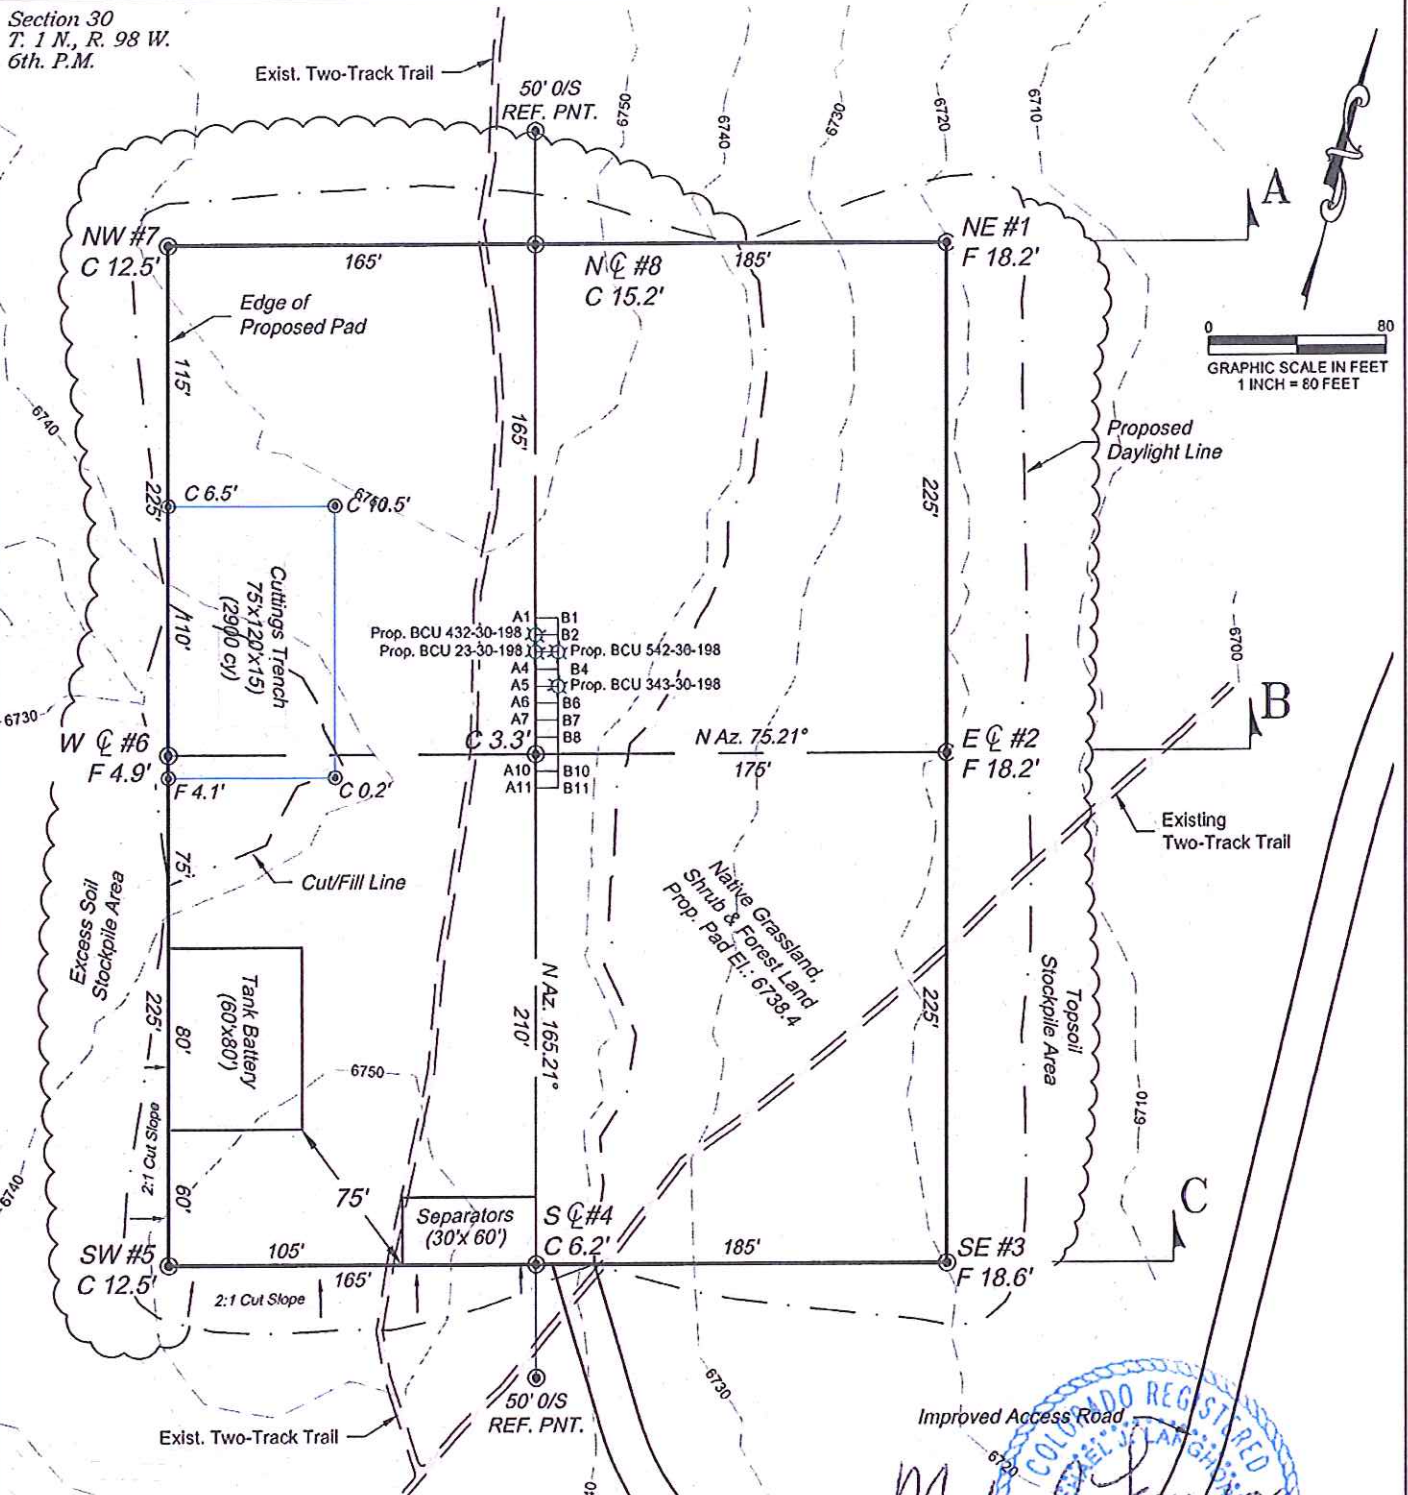 Section 30
T. 1 N., R. 98 W.
6th. P.M.
Exist. Two-Track Trail
50' 0/S
REF. PNT.
6750
6740
6730
6720
6710
A
NW #7
C 12.5'
165'
N ℄ #8
C 15.2'
185'
NE #1
F 18.2'
Edge of
Proposed Pad
0
80
GRAPHIC SCALE IN FEET
1 INCH = 80 FEET
115'
6740
165'
Proposed
Daylight Line
225'
C 6.5'
6750
C 10.5'
225'
Cuttings Trench
75'x120'x15'
(2900 cy)
110'
A1
B1
Prop. BCU 432-30-198
B2
Prop. BCU 23-30-198
Prop. BCU 542-30-198
A4
B4
A5
Prop. BCU 343-30-198
A6
B6
A7
B7
B8
6700
6730
W ℄ #6
F 4.9'
C 3.3'
N Az. 75.21°
175'
E ℄ #2
F 18.2'
B
F 4.1'
C 0.2'
A10
B10
A11
B11
Existing
Two-Track Trail
75'
Cut/Fill Line
Native Grassland,
Shrub & Forest Land
Prop. Pad El.: 6738.4
Excess Soil
Stockpile Area
Tank Battery
(60'x80')
225'
80'
N Az. 165.21°
210'
225'
Topsoil
Stockpile Area
6750
6710
2:1 Cut Slope
6740
60'
75'
Separators
(30'x 60')
S ℄ #4
C 6.2'
C
SW #5
C 12.5'
105'
165'
185'
SE #3
F 18.6'
2:1 Cut Slope
50' 0/S
REF. PNT.
6730
Exist. Two-Track Trail
Improved Access Road
6720
COLORADO REGISTERED